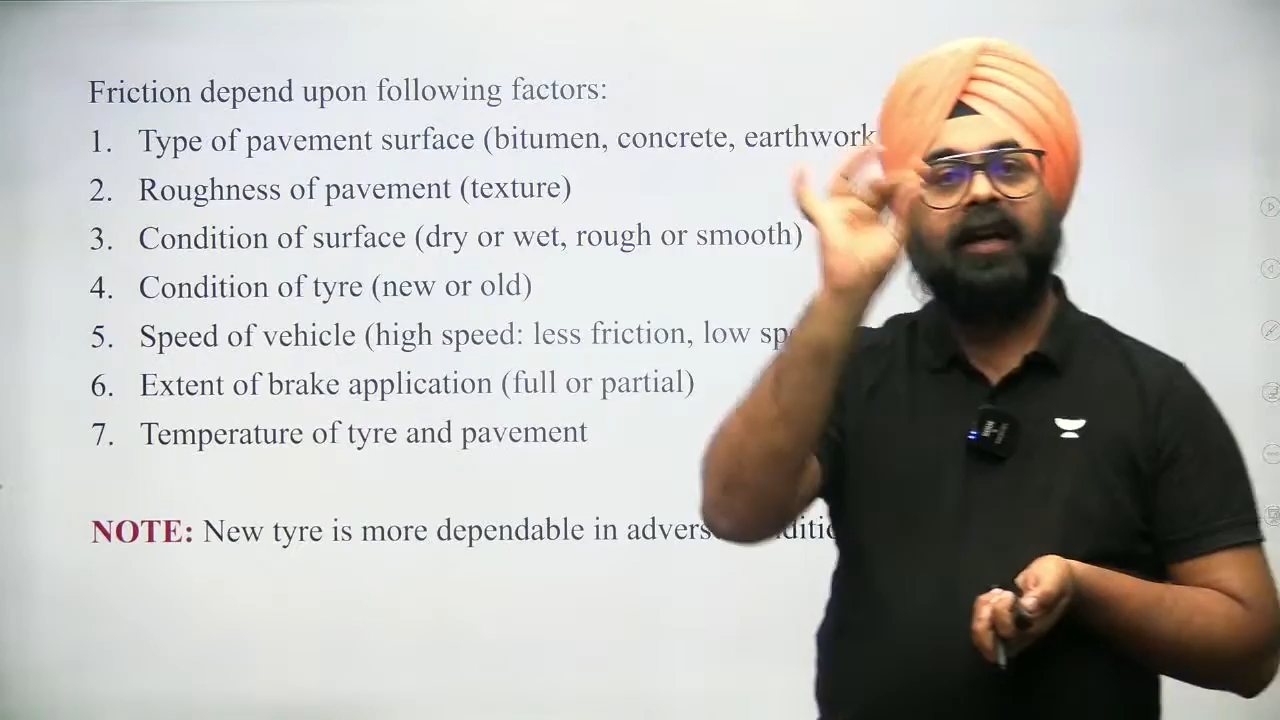 Friction depend upon following factors:
1. Type of pavement surface (bitumen, concrete, earthwork
2. Roughness of pavement (texture)
3. Condition of surface (dry or wet, rough or smooth)
4. Condition of tyre (new or old)
5. Speed of vehicle (high speed: less friction, low
6. Extent of brake application (full or partial)
7. Temperature of tyre and pavement
NOTE: New tyre is more dependable in